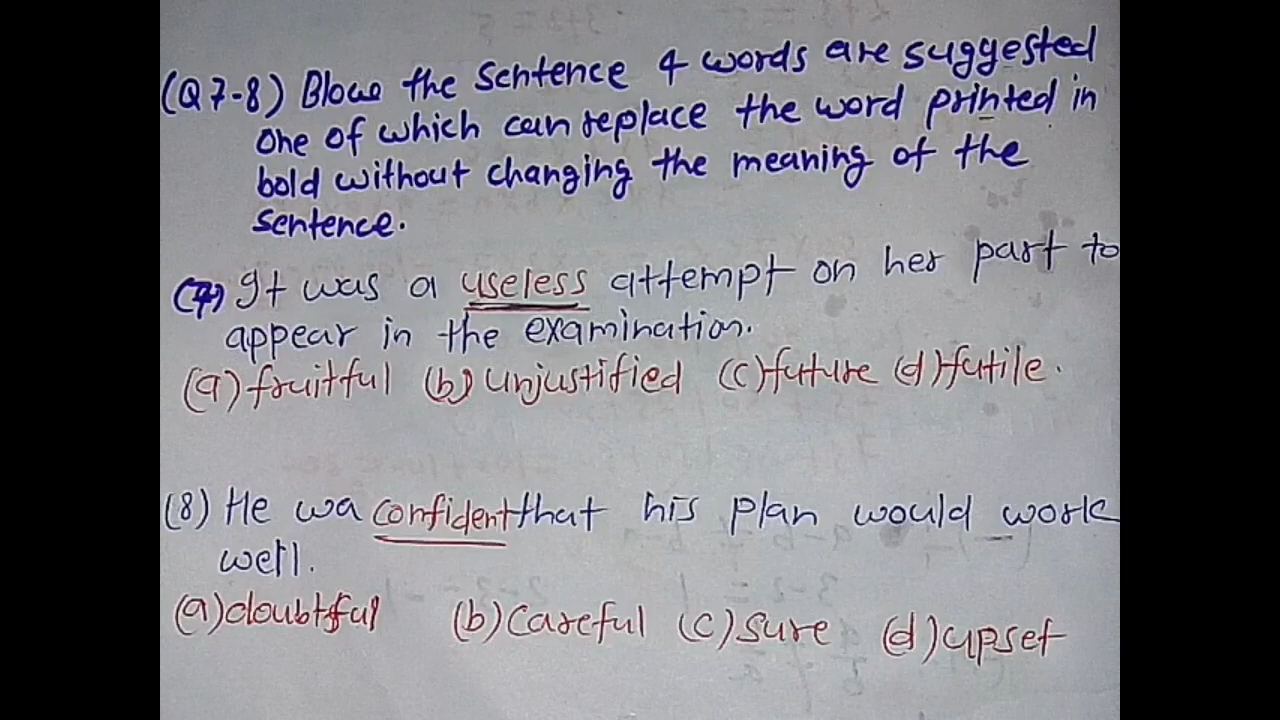 (Q 7-8) Blow the sentence 4 words are suggested
one of which can replace the word printed in
bold without changing the meaning of the
sentence.
(7) It was a useless attempt on her part to
appear in the examination.
(a) fruitful (b) unjustified (c) future (d) futile.
(8) He wa confident that his plan would work
well.
(a) doubtful (b) careful (c) sure (d) upset